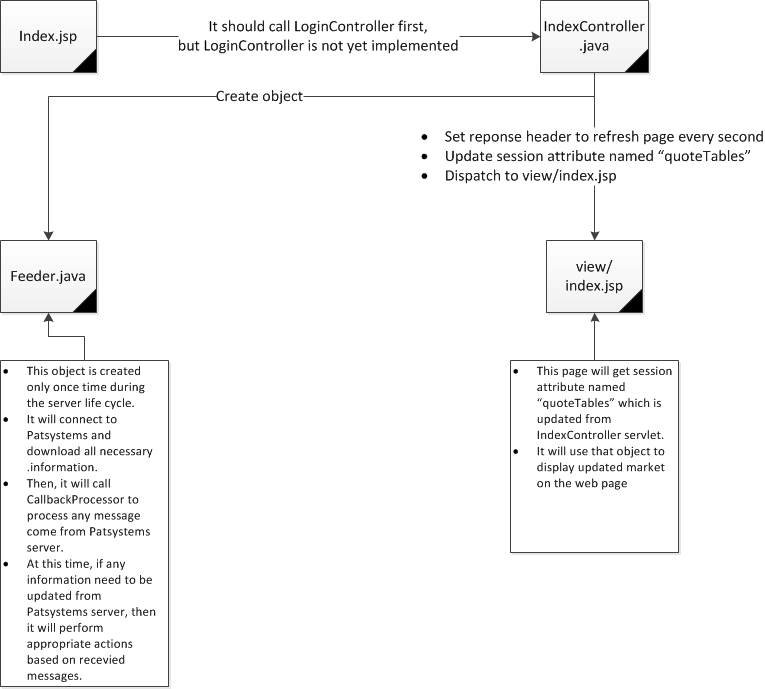 Index.jsp
It should call LoginController first,
but LoginController is not yet implemented
IndexController
.java
Create object
• Set reponse header to refresh page every second
• Update session attribute named “quoteTables”
• Dispatch to view/index.jsp
Feeder.java
view/
index.jsp
• This object is created
only once time during
the server life cycle.
• It will connect to
Patsystems and
download all necessary
.information.
• Then, it will call
CallbackProcessor to
process any message
come from Patsystems
server.
• At this time, if any
information need to be
updated from
Patsystems server, then
it will perform
appropriate actions
based on recevied
messages.
• This page will get session
attribute named
“quoteTables” which is
updated from
IndexController servlet.
• It will use that object to
display updated market
on the web page